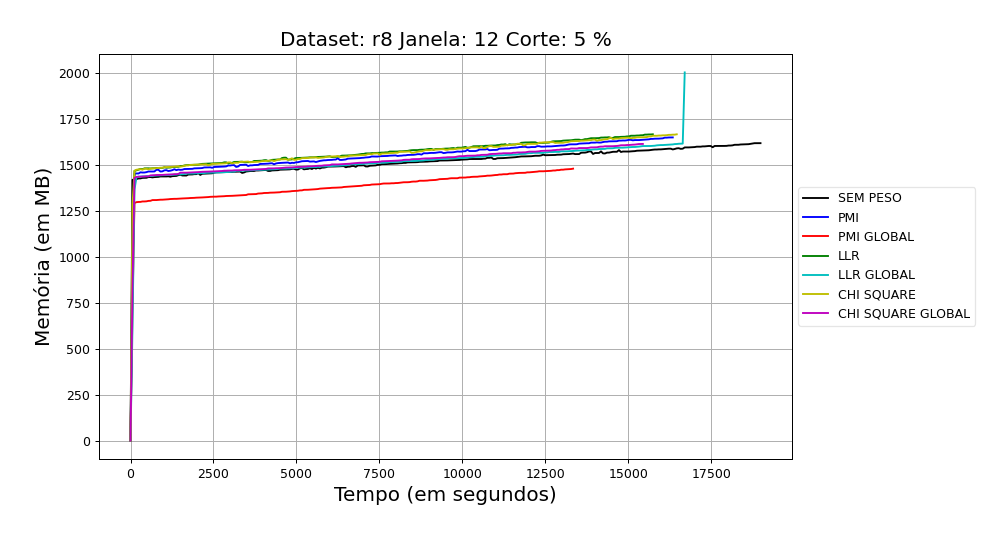 Dataset: r8 Janela: 12 Corte: 5 %
Memória (em MB)
2000
1750
1500
1250
1000
750
500
250
0
0 2500 5000 7500 10000 12500 15000 17500
Tempo (em segundos)
SEM PESO
PMI
PMI GLOBAL
LLR
LLR GLOBAL
CHI SQUARE
CHI SQUARE GLOBAL